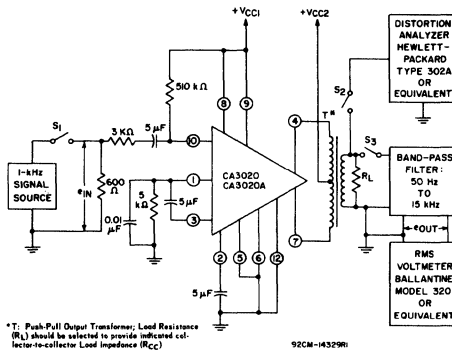 +VCC1
+VCC2
DISTORTION
ANALYZER
HEWLETT-
PACKARD
TYPE 302A
OR
EQUIVALENT
510 kΩ
8
9
S2
T*
4
S1
3 KΩ
5 µF
10
S3
1-kHz
SIGNAL
SOURCE
eIN
600
Ω
1
CA3020
CA3020A
RL
BAND-PASS
FILTER:
50 Hz
TO
15 kHz
5
kΩ
5 µF
0.01
µF
3
7
2
5
6
12
eOUT
5 µF
RMS
VOLTMETER
BALLANTINE
MODEL 320
OR
EQUIVALENT
* T: Push-Pull Output Transformer; Load Resistance
(RL) should be selected to provide indicated col-
lector-to-collector Load Impedance (RCC)
92CM-14329RI